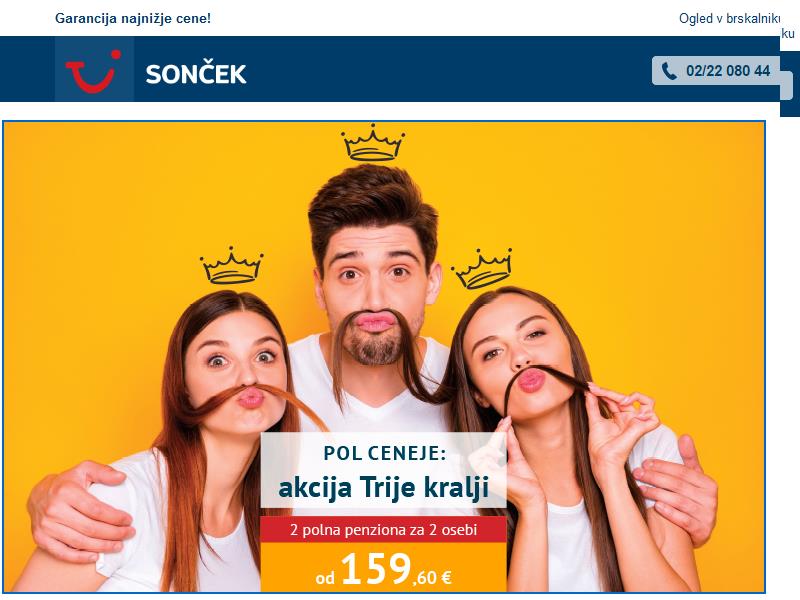 Garancija najnižje cene!
Ogled v brskalniku
ku
SONČEK
02/22 080 44
POL CENEJE:
akcija Trije kralji
2 polna penziona za 2 osebi
od 159,60 €